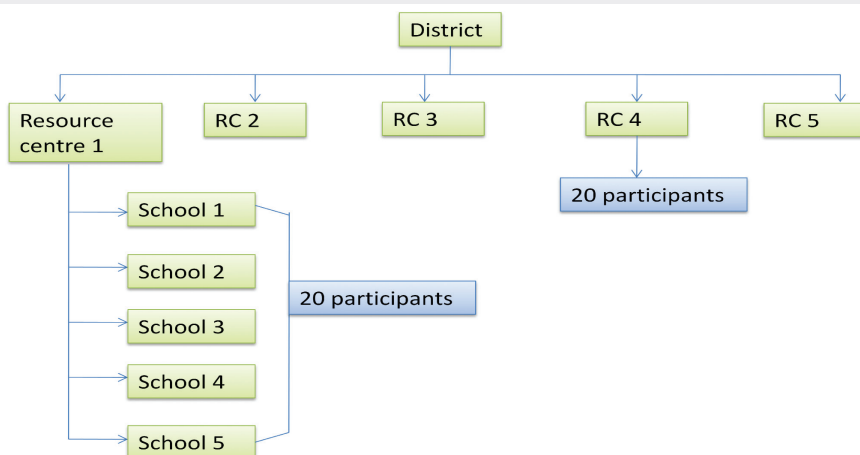 District
Resource
centre 1
RC 2
RC 3
RC 4
RC 5
20 participants
School 1
School 2
20 participants
School 3
School 4
School 5